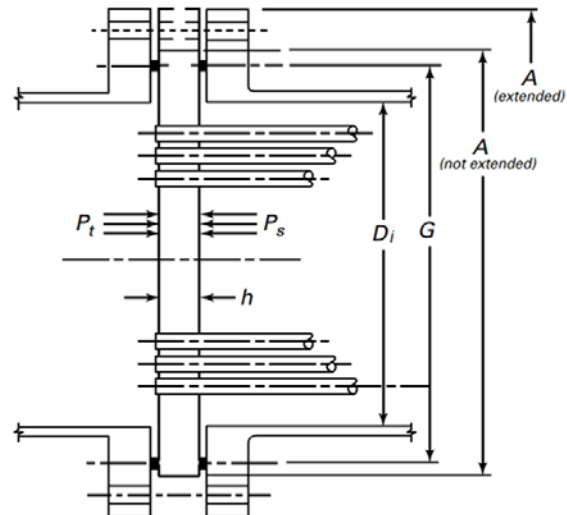 A
(extended)
A
(not extended)
P_t
P_s
D_i
G
h